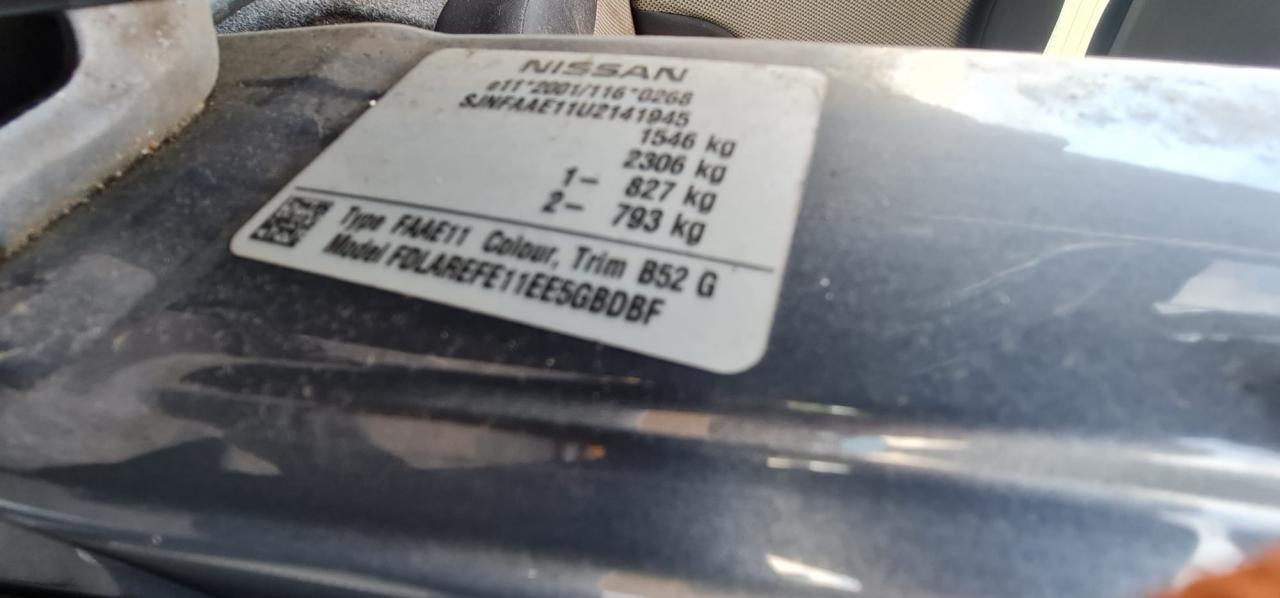 NISSAN
e11*2001/116*0268
SJNFAAE11U2141945
1546 kg
2306 kg
1- 827 kg
2- 793 kg
Type FAAE11 Colour, Trim B52 G
Model FDLAREFE11EE5GBDBF